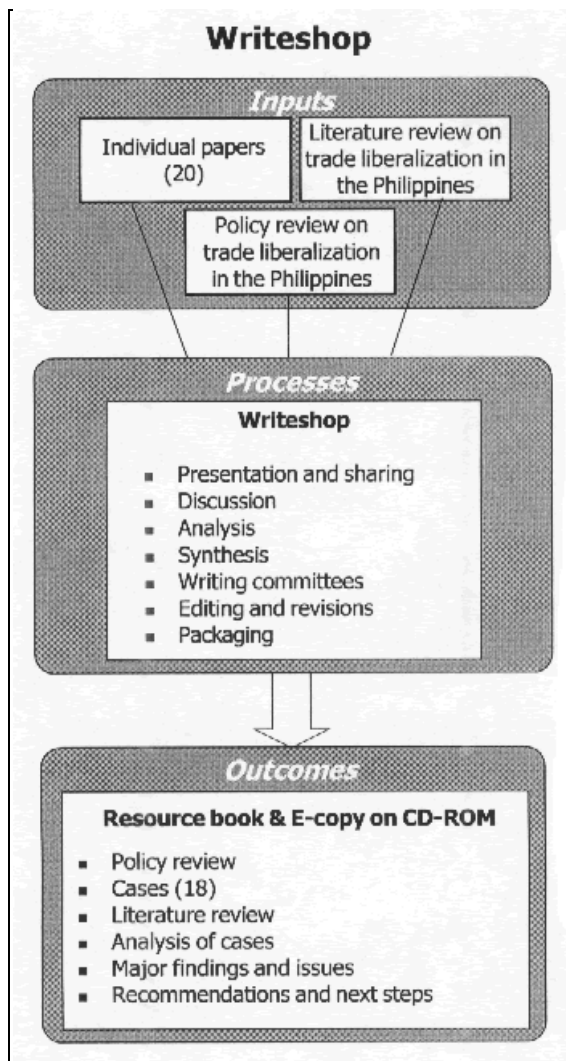 Writeshop
Inputs
Individual papers
(20)
Literature review on
trade liberalization in
the Philippines
Policy review on
trade liberalization
in the Philippines
Processes
Writeshop
▪ Presentation and sharing
▪ Discussion
▪ Analysis
▪ Synthesis
▪ Writing committees
▪ Editing and revisions
▪ Packaging
Outcomes
Resource book & E-copy on CD-ROM
▪ Policy review
▪ Cases (18)
▪ Literature review
▪ Analysis of cases
▪ Major findings and issues
▪ Recommendations and next steps